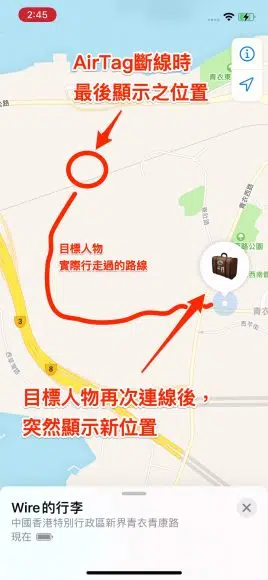 2:45
AirTag斷線時
最後顯示之位置
目標人物
實際行走過的路線
3
8
目標人物再次連線後，
突然顯示新位置
Wire的行李
中國香港特別行政區新界青衣青康路
現在